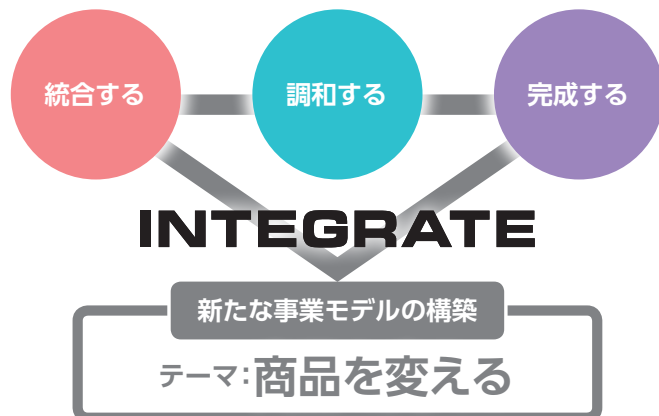 統合する
調和する
完成する
INTEGRATE
新たな事業モデルの構築
テーマ:商品を変える